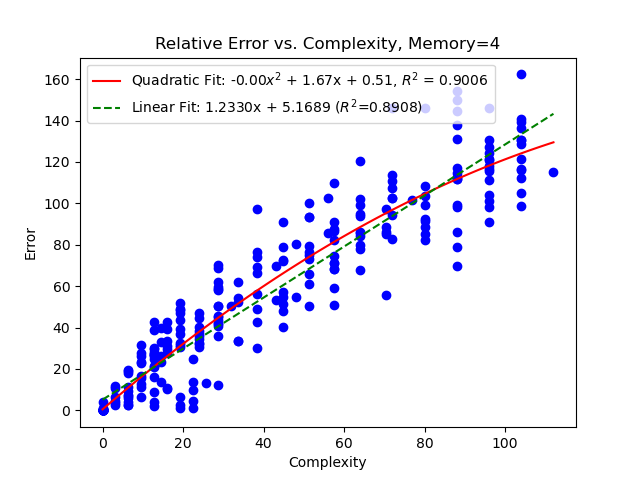 Relative Error vs. Complexity, Memory=4
Quadratic Fit: -0.00x² + 1.67x + 0.51, R² = 0.9006
Linear Fit: 1.2330x + 5.1689 (R²=0.8908)
160
140
120
100
80
60
40
20
0
Error
0 20 40 60 80 100
Complexity